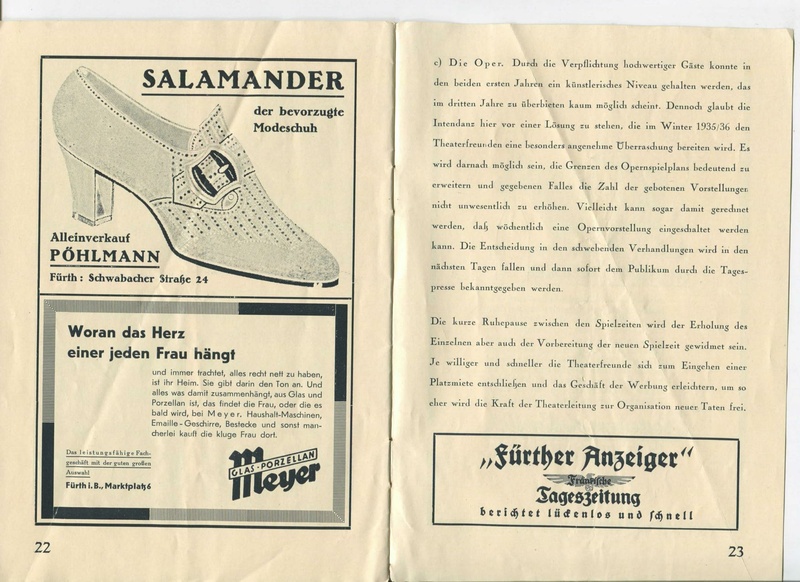 SALAMANDER
der bevorzugte
Modeschuh
Alleinverkauf
PÖHLMANN
Fürth: Schwabacher Straße 24
Woran das Herz
einer jeden Frau hängt
und immer trachtet, alles recht nett zu haben,
ist ihr Heim. Sie gibt darin den Ton an. Und
alles was damit zusammenhängt, aus Glas und
Porzellan ist, das findet die Frau, oder die es
bald wird, bei Meyer. Haushalt-Maschinen,
Emaille-Geschirre, Bestecke und sonst man-
cherlei kauft die kluge Frau dort.
Das leistungsfähige Fach-
geschäft mit der guten großen
Auswahl
Fürth i. B., Marktplatz 6
GLAS-PORZELLAN
Meyer
22
c) Die Oper. Durch die Verpflichtung hochwertiger Gäste konnte in
den beiden ersten Jahren ein künstlerisches Niveau gehalten werden, das
im dritten Jahre zu überbieten kaum möglich scheint. Dennoch glaubt die
Intendanz hier vor einer Lösung zu stehen, die im Winter 1935/36 den
Theaterfreunden eine besonders angenehme Überraschung bereiten wird. Es
wird darnach möglich sein, die Grenzen des Opernspielplans bedeutend zu
erweitern und gegebenen Falles die Zahl der gebotenen Vorstellungen
nicht unwesentlich zu erhöhen. Vielleicht kann sogar damit gerechnet
werden, daß wöchentlich eine Opernvorstellung eingeschaltet werden
kann. Die Entscheidung in den schwebenden Verhandlungen wird in den
nächsten Tagen fallen und dann sofort dem Publikum durch die Tages-
presse bekanntgegeben werden.
Die kurze Ruhepause zwischen den Spielzeiten wird der Erholung des
Einzelnen aber auch der Vorbereitung der neuen Spielzeit gewidmet sein.
Je williger und schneller die Theaterfreunde sich zum Eingehen einer
Platzmiete entschließen und das Geschäft der Werbung erleichtern, um so
eher wird die Kraft der Theaterleitung zur Organisation neuer Taten frei.
„Fürther Anzeiger"
Fränkische
Tageszeitung
berichtet lückenlos und schnell
23